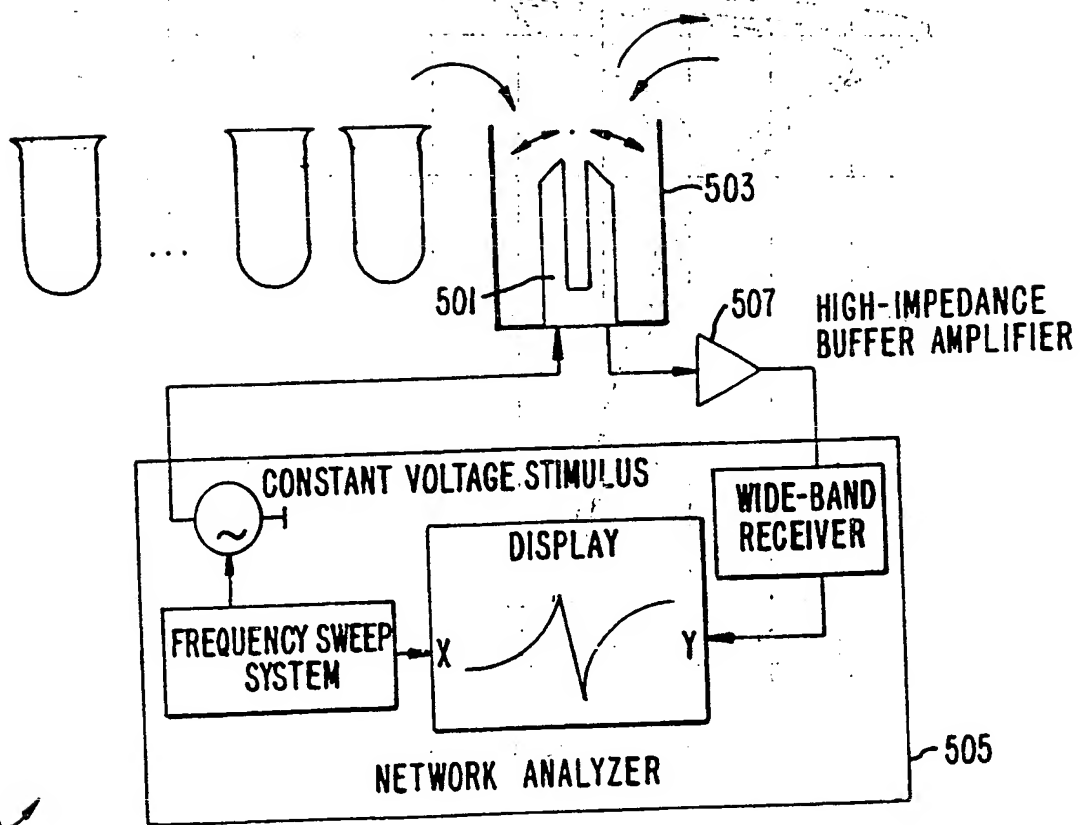 503
501
507
HIGH-IMPEDANCE
BUFFER AMPLIFIER
CONSTANT VOLTAGE STIMULUS
WIDE-BAND
RECEIVER
DISPLAY
FREQUENCY SWEEP
SYSTEM
X
Y
NETWORK ANALYZER
505